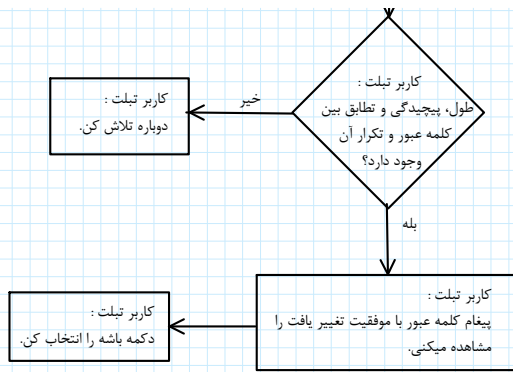 کاربر تبلت :
طول، پیچیدگی و تطابق بین
کلمه عبور و تکرار آن
وجود دارد؟
خیر
کاربر تبلت :
دوباره تلاش کن.
بله
کاربر تبلت :
پیغام کلمه عبور با موفقیت تغییر یافت را
مشاهده میکنی.
کاربر تبلت :
دکمه باشه را انتخاب کن.